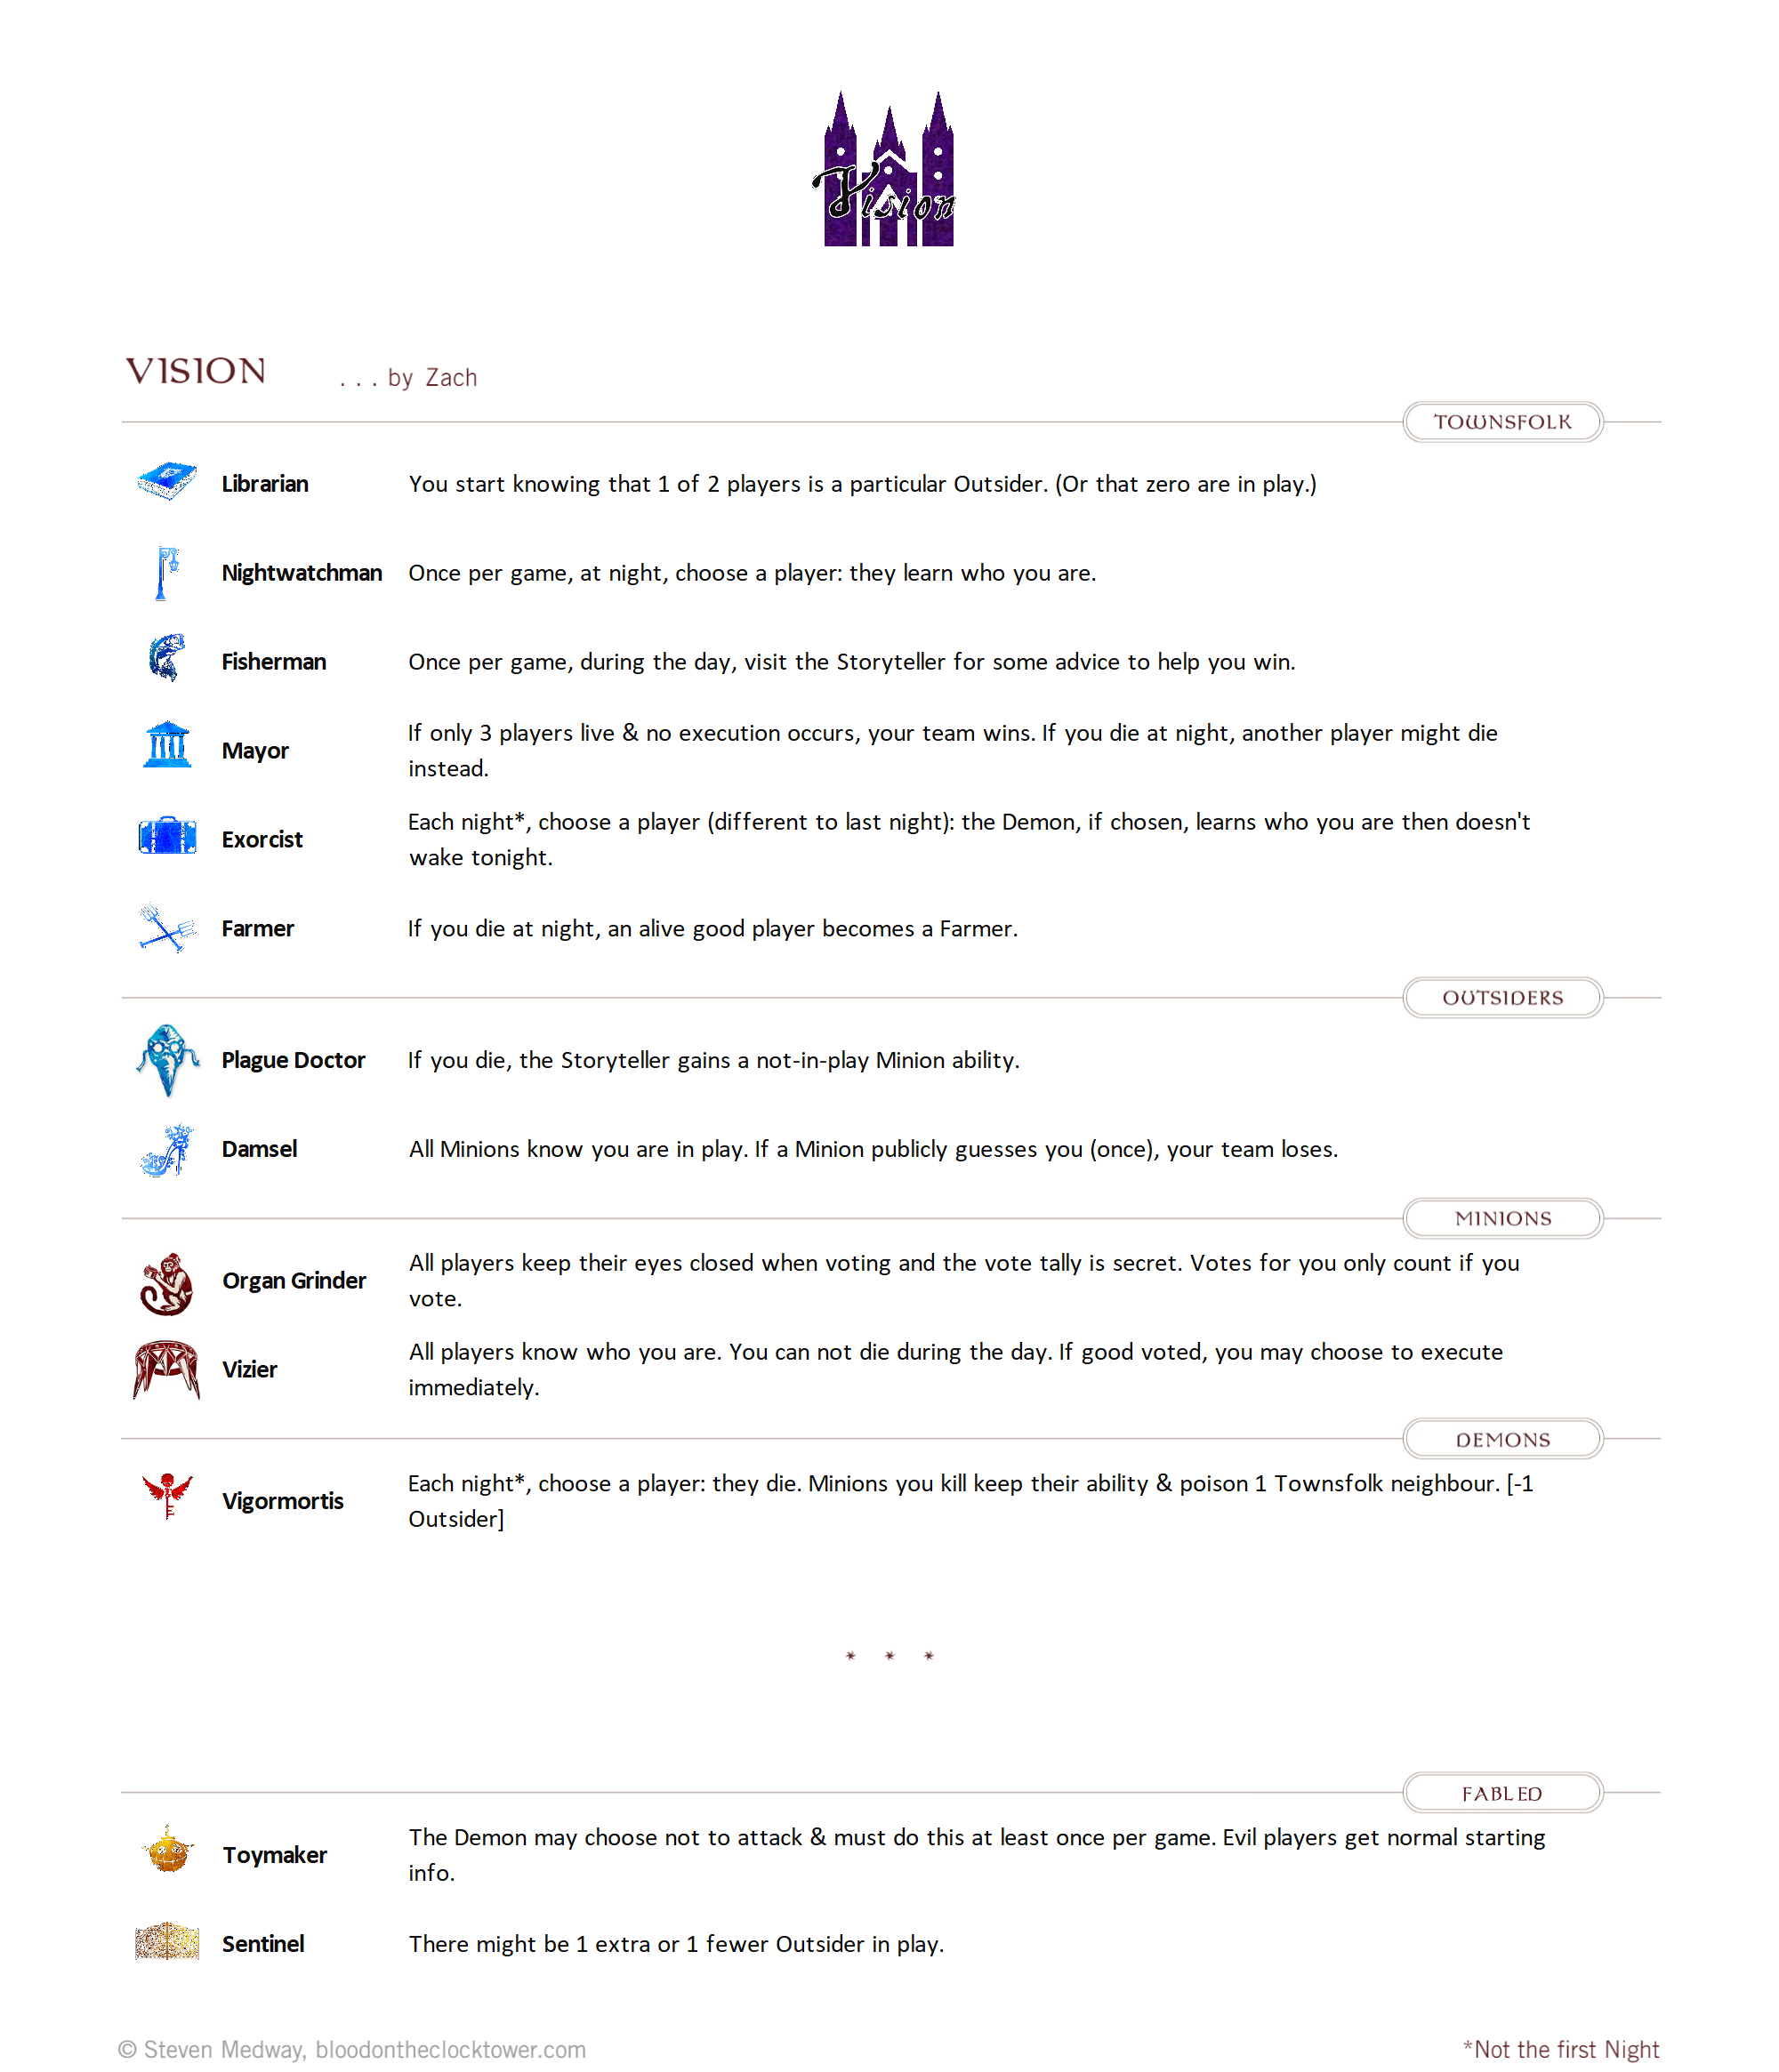 Vision
VISION ... by Zach
TOWNSFOLK
Librarian You start knowing that 1 of 2 players is a particular Outsider. (Or that zero are in play.)
Nightwatchman Once per game, at night, choose a player: they learn who you are.
Fisherman Once per game, during the day, visit the Storyteller for some advice to help you win.
Mayor If only 3 players live & no execution occurs, your team wins. If you die at night, another player might die
instead.
Exorcist Each night*, choose a player (different to last night): the Demon, if chosen, learns who you are then doesn't
wake tonight.
Farmer If you die at night, an alive good player becomes a Farmer.
OUTSIDERS
Plague Doctor If you die, the Storyteller gains a not-in-play Minion ability.
Damsel All Minions know you are in play. If a Minion publicly guesses you (once), your team loses.
MINIONS
Organ Grinder All players keep their eyes closed when voting and the vote tally is secret. Votes for you only count if you
vote.
Vizier All players know who you are. You can not die during the day. If good voted, you may choose to execute
immediately.
DEMONS
Vigormortis Each night*, choose a player: they die. Minions you kill keep their ability & poison 1 Townsfolk neighbour. [-1
Outsider]
* * *
FABLED
Toymaker The Demon may choose not to attack & must do this at least once per game. Evil players get normal starting
info.
Sentinel There might be 1 extra or 1 fewer Outsider in play.
© Steven Medway, bloodontheclocktower.com *Not the first Night